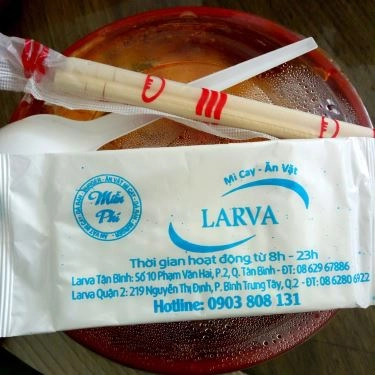 Mì Cay - Ăn Vặt
Miễn
Phí
LARVA
Thời gian hoạt động từ 8h - 23h
Larva Tân Bình: Số 10 Phạm Văn Hai, P.2, Q. Tân Bình - ĐT: 08 629 67886
Larva Quận 2: 219 Nguyễn Thị Định, P. Bình Trưng Tây, Q.2 - ĐT: 08 6280 6922
Hotline: 0903 808 131